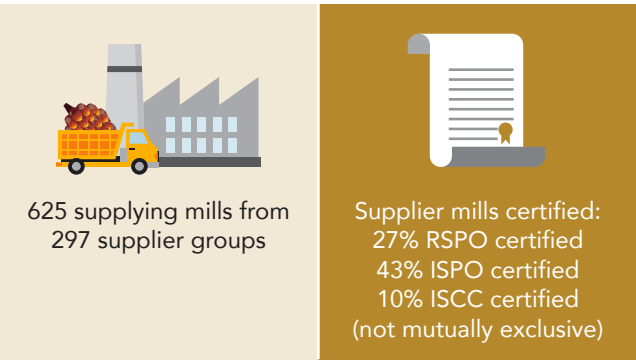 625 supplying mills from
297 supplier groups
Supplier mills certified:
27% RSPO certified
43% ISPO certified
10% ISCC certified
(not mutually exclusive)